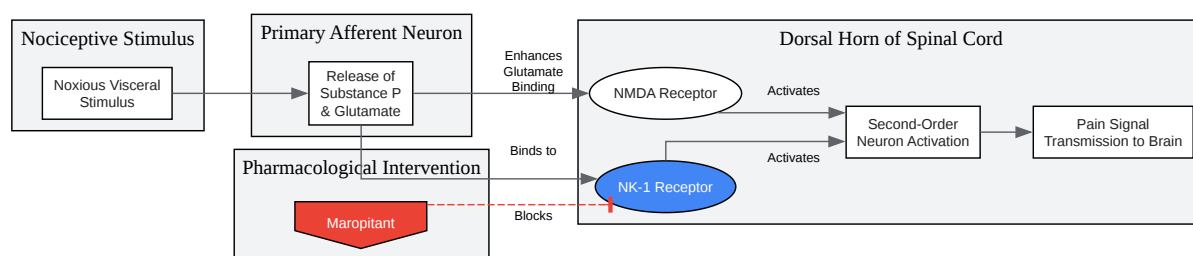 Nociceptive Stimulus
Noxious Visceral
Stimulus
Primary Afferent Neuron
Release of
Substance P
& Glutamate
Pharmacological Intervention
Maropitant
Enhances
Glutamate
Binding
Binds to
Blocks
Dorsal Horn of Spinal Cord
NMDA Receptor
NK-1 Receptor
Activates
Activates
Second-Order
Neuron Activation
Pain Signal
Transmission to Brain